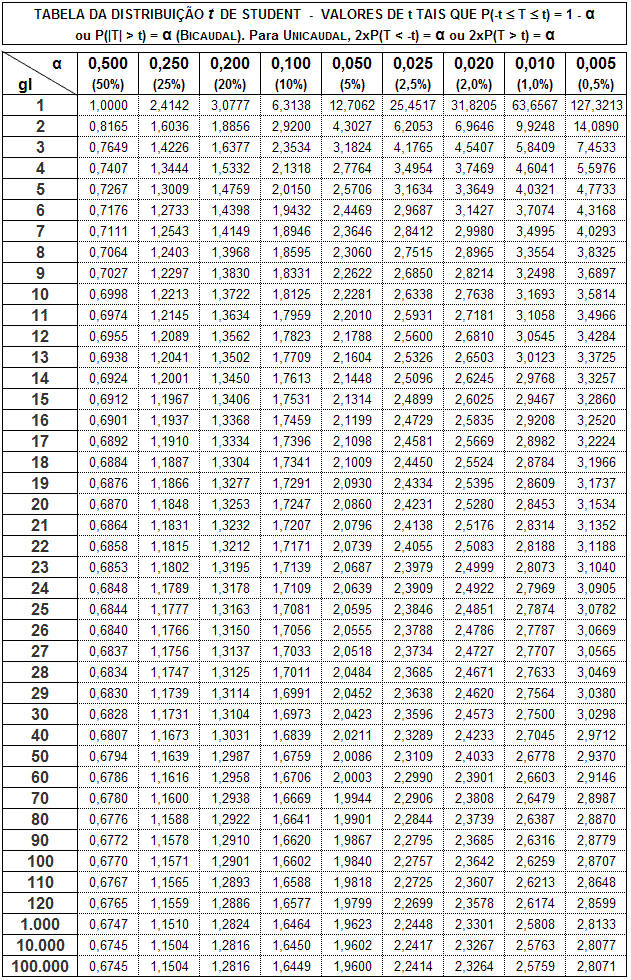 TABELA DA DISTRIBUIÇÃO t DE STUDENT - VALORES DE t TAIS QUE P(-t ≤ T ≤ t) = 1 - α
ou P(|T| > t) = α (BICAUDAL). Para UNICAUDAL, 2xP(T < -t) = α ou 2xP(T > t) = α
α 0,500 0,250 0,200 0,100 0,050 0,025 0,020 0,010 0,005
gl (50%) (25%) (20%) (10%) (5%) (2,5%) (2,0%) (1,0%) (0,5%)
1 1,0000 2,4142 3,0777 6,3138 12,7062 25,4517 31,8205 63,6567 127,3213
2 0,8165 1,6036 1,8856 2,9200 4,3027 6,2053 6,9646 9,9248 14,0890
3 0,7649 1,4226 1,6377 2,3534 3,1824 4,1765 4,5407 5,8409 7,4533
4 0,7407 1,3444 1,5332 2,1318 2,7764 3,4954 3,7469 4,6041 5,5976
5 0,7267 1,3009 1,4759 2,0150 2,5706 3,1634 3,3649 4,0321 4,7733
6 0,7176 1,2733 1,4398 1,9432 2,4469 2,9687 3,1427 3,7074 4,3168
7 0,7111 1,2543 1,4149 1,8946 2,3646 2,8412 2,9980 3,4995 4,0293
8 0,7064 1,2403 1,3968 1,8595 2,3060 2,7515 2,8965 3,3554 3,8325
9 0,7027 1,2297 1,3830 1,8331 2,2622 2,6850 2,8214 3,2498 3,6897
10 0,6998 1,2213 1,3722 1,8125 2,2281 2,6338 2,7638 3,1693 3,5814
11 0,6974 1,2145 1,3634 1,7959 2,2010 2,5931 2,7181 3,1058 3,4966
12 0,6955 1,2089 1,3562 1,7823 2,1788 2,5600 2,6810 3,0545 3,4284
13 0,6938 1,2041 1,3502 1,7709 2,1604 2,5326 2,6503 3,0123 3,3725
14 0,6924 1,2001 1,3450 1,7613 2,1448 2,5096 2,6245 2,9768 3,3257
15 0,6912 1,1967 1,3406 1,7531 2,1314 2,4899 2,6025 2,9467 3,2860
16 0,6901 1,1937 1,3368 1,7459 2,1199 2,4729 2,5835 2,9208 3,2520
17 0,6892 1,1910 1,3334 1,7396 2,1098 2,4581 2,5669 2,8982 3,2224
18 0,6884 1,1887 1,3304 1,7341 2,1009 2,4450 2,5524 2,8784 3,1966
19 0,6876 1,1866 1,3277 1,7291 2,0930 2,4334 2,5395 2,8609 3,1737
20 0,6870 1,1848 1,3253 1,7247 2,0860 2,4231 2,5280 2,8453 3,1534
21 0,6864 1,1831 1,3232 1,7207 2,0796 2,4138 2,5176 2,8314 3,1352
22 0,6858 1,1815 1,3212 1,7171 2,0739 2,4055 2,5083 2,8188 3,1188
23 0,6853 1,1802 1,3195 1,7139 2,0687 2,3979 2,4999 2,8073 3,1040
24 0,6848 1,1789 1,3178 1,7109 2,0639 2,3909 2,4922 2,7969 3,0905
25 0,6844 1,1777 1,3163 1,7081 2,0595 2,3846 2,4851 2,7874 3,0782
26 0,6840 1,1766 1,3150 1,7056 2,0555 2,3788 2,4786 2,7787 3,0669
27 0,6837 1,1756 1,3137 1,7033 2,0518 2,3734 2,4727 2,7707 3,0565
28 0,6834 1,1747 1,3125 1,7011 2,0484 2,3685 2,4671 2,7633 3,0469
29 0,6830 1,1739 1,3114 1,6991 2,0452 2,3638 2,4620 2,7564 3,0380
30 0,6828 1,1731 1,3104 1,6973 2,0423 2,3596 2,4573 2,7500 3,0298
40 0,6807 1,1673 1,3031 1,6839 2,0211 2,3289 2,4233 2,7045 2,9712
50 0,6794 1,1639 1,2987 1,6759 2,0086 2,3109 2,4033 2,6778 2,9370
60 0,6786 1,1616 1,2958 1,6706 2,0003 2,2990 2,3901 2,6603 2,9146
70 0,6780 1,1600 1,2938 1,6669 1,9944 2,2906 2,3808 2,6479 2,8987
80 0,6776 1,1588 1,2922 1,6641 1,9901 2,2844 2,3739 2,6387 2,8870
90 0,6772 1,1578 1,2910 1,6620 1,9867 2,2795 2,3685 2,6316 2,8779
100 0,6770 1,1571 1,2901 1,6602 1,9840 2,2757 2,3642 2,6259 2,8707
110 0,6767 1,1565 1,2893 1,6588 1,9818 2,2725 2,3607 2,6213 2,8648
120 0,6765 1,1559 1,2886 1,6577 1,9799 2,2699 2,3578 2,6174 2,8599
1.000 0,6747 1,1510 1,2824 1,6464 1,9623 2,2448 2,3301 2,5808 2,8133
10.000 0,6745 1,1504 1,2816 1,6450 1,9602 2,2417 2,3267 2,5763 2,8077
100.000 0,6745 1,1504 1,2816 1,6449 1,9600 2,2414 2,3264 2,5759 2,8071